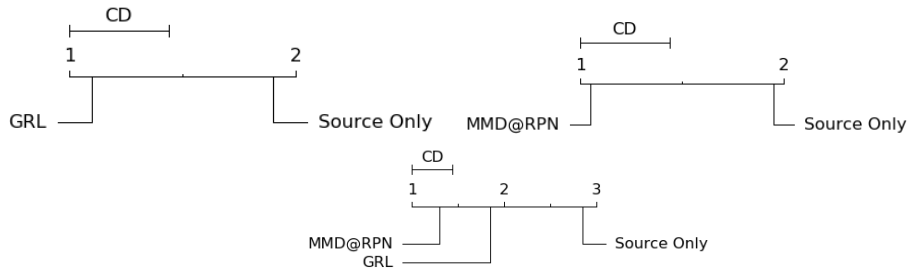 CD
1 2
GRL Source Only
CD
1 2
MMD@RPN Source Only
CD
1 2 3
MMD@RPN Source Only
GRL